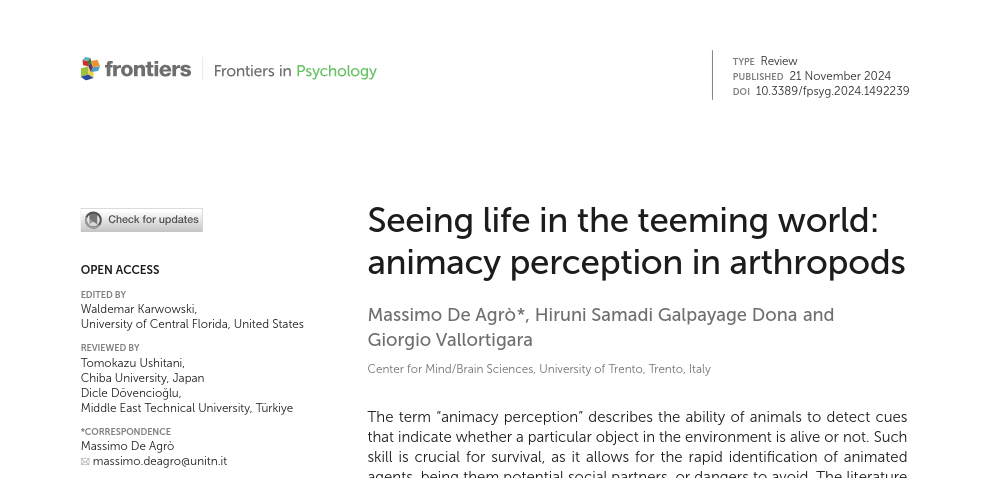 frontiers | Frontiers in Psychology
TYPE Review
PUBLISHED 21 November 2024
DOI 10.3389/fpsyg.2024.1492239
Check for updates
OPEN ACCESS
EDITED BY
Waldemar Karwowski,
University of Central Florida, United States
REVIEWED BY
Tomokazu Ushitani,
Chiba University, Japan
Dicle Dövencioğlu,
Middle East Technical University, Türkiye
*CORRESPONDENCE
Massimo De Agrò
massimo.deagro@unitn.it
Seeing life in the teeming world:
animacy perception in arthropods
Massimo De Agrò*, Hiruni Samadi Galpayage Dona and
Giorgio Vallortigara
Center for Mind/Brain Sciences, University of Trento, Trento, Italy
The term “animacy perception” describes the ability of animals to detect cues
that indicate whether a particular object in the environment is alive or not. Such
skill is crucial for survival, as it allows for the rapid identification of animated
agents, being them potential social partners, or dangers to avoid. The literature